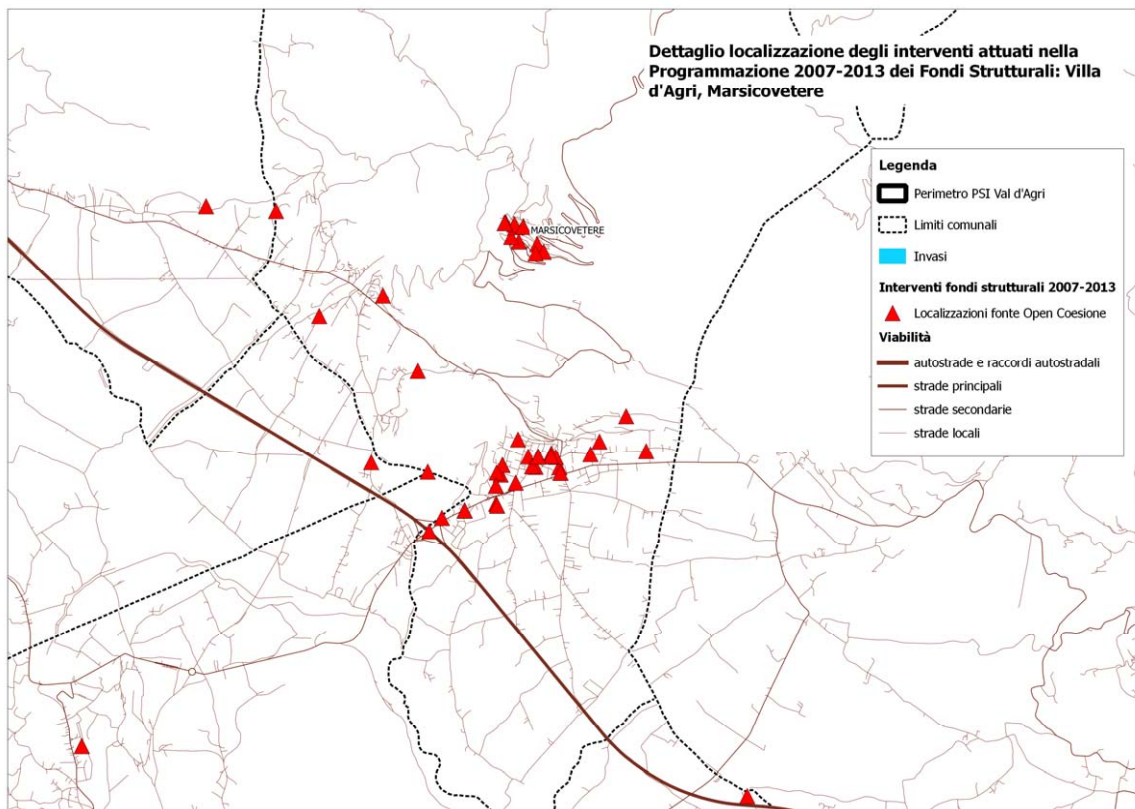 Dettaglio localizzazione degli interventi attuati nella
Programmazione 2007-2013 dei Fondi Strutturali: Villa
d'Agri, Marsicovetere
Legenda
Perimetro PSI Val d'Agri
Limiti comunali
Invasi
Interventi fondi strutturali 2007-2013
Localizzazioni fonte Open Coesione
Viabilità
autostrade e raccordi autostradali
strade principali
strade secondarie
strade locali
MARSICOVETERE